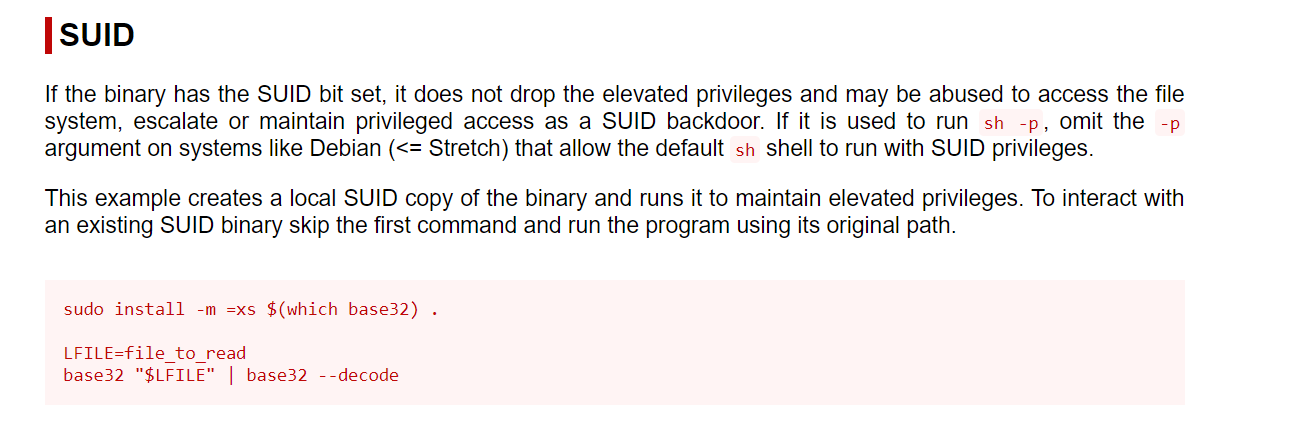 SUID
If the binary has the SUID bit set, it does not drop the elevated privileges and may be abused to access the file
system, escalate or maintain privileged access as a SUID backdoor. If it is used to run sh -p, omit the -p
argument on systems like Debian (<= Stretch) that allow the default sh shell to run with SUID privileges.
This example creates a local SUID copy of the binary and runs it to maintain elevated privileges. To interact with
an existing SUID binary skip the first command and run the program using its original path.
sudo install -m =xs $(which base32) .
LFILE=file_to_read
base32 "$LFILE" | base32 --decode